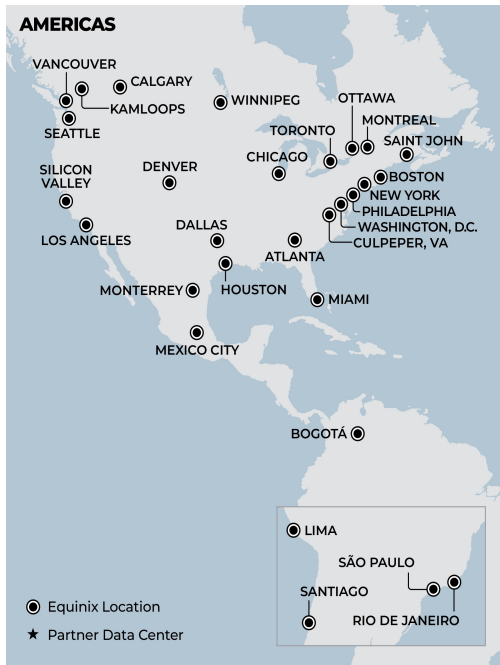 AMERICAS
VANCOUVER
CALGARY
KAMLOOPS
SEATTLE
WINNIPEG
OTTAWA
MONTREAL
TORONTO
SAINT JOHN
CHICAGO
BOSTON
NEW YORK
PHILADELPHIA
WASHINGTON, D.C.
CULPEPER, VA
SILICON
VALLEY
DENVER
LOS ANGELES
DALLAS
ATLANTA
MONTERREY
HOUSTON
MIAMI
MEXICO CITY
BOGOTÁ
LIMA
SÃO PAULO
SANTIAGO
RIO DE JANEIRO
Equinix Location
Partner Data Center